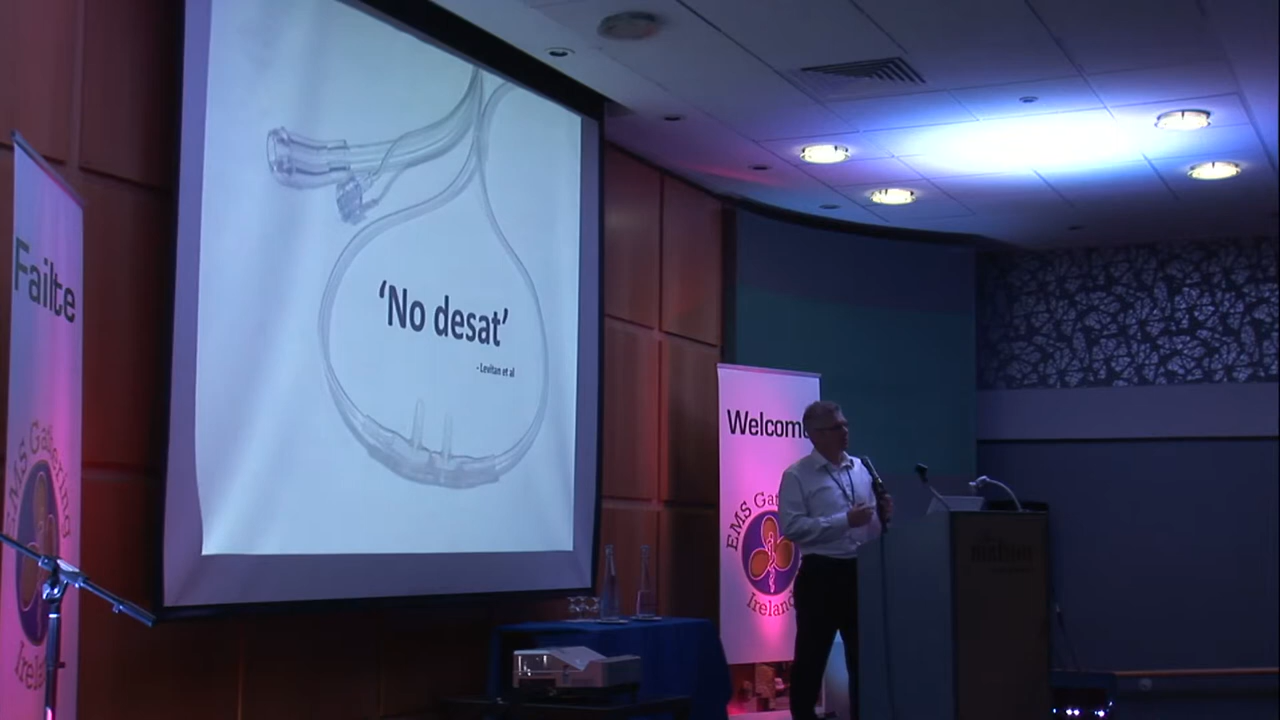 Failte
EMS Gathering
Ireland
‘No desat’
- Levitan et al
Welcome
EMS Gat
Ireland